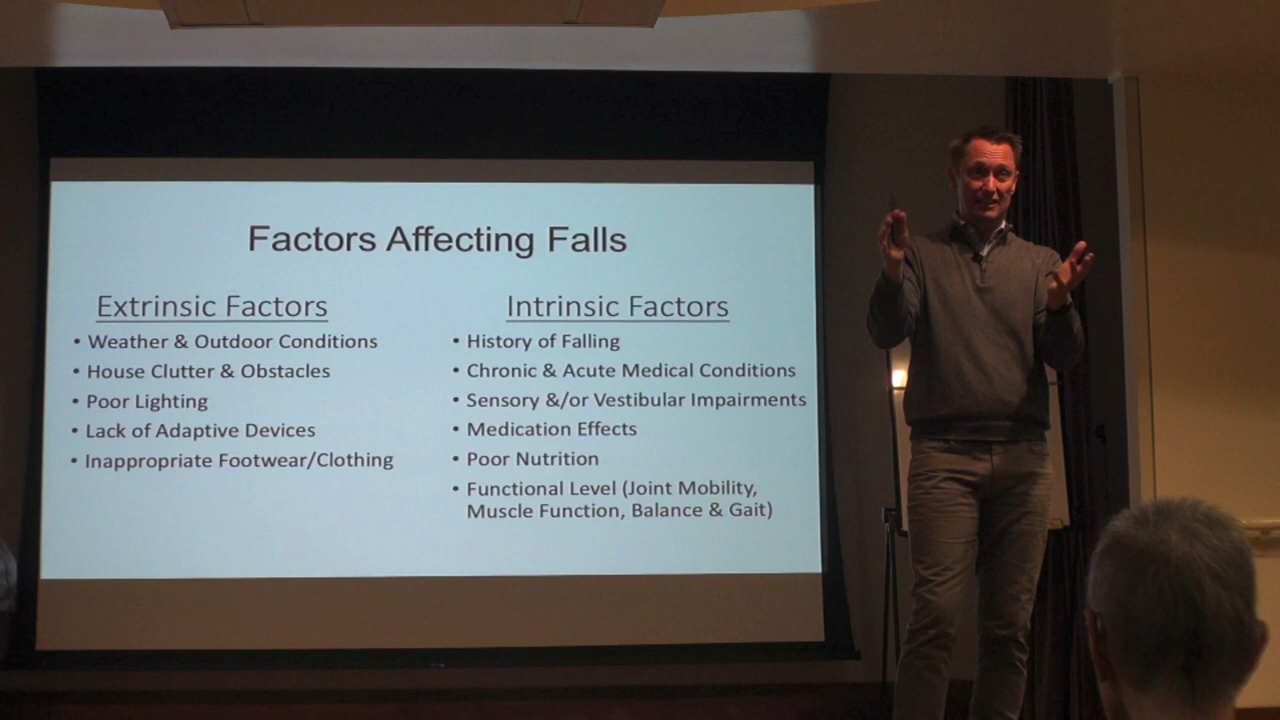 Factors Affecting Falls
Extrinsic Factors
• Weather & Outdoor Conditions
• House Clutter & Obstacles
• Poor Lighting
• Lack of Adaptive Devices
• Inappropriate Footwear/Clothing
Intrinsic Factors
• History of Falling
• Chronic & Acute Medical Conditions
• Sensory &/or Vestibular Impairments
• Medication Effects
• Poor Nutrition
• Functional Level (Joint Mobility,
Muscle Function, Balance & Gait)